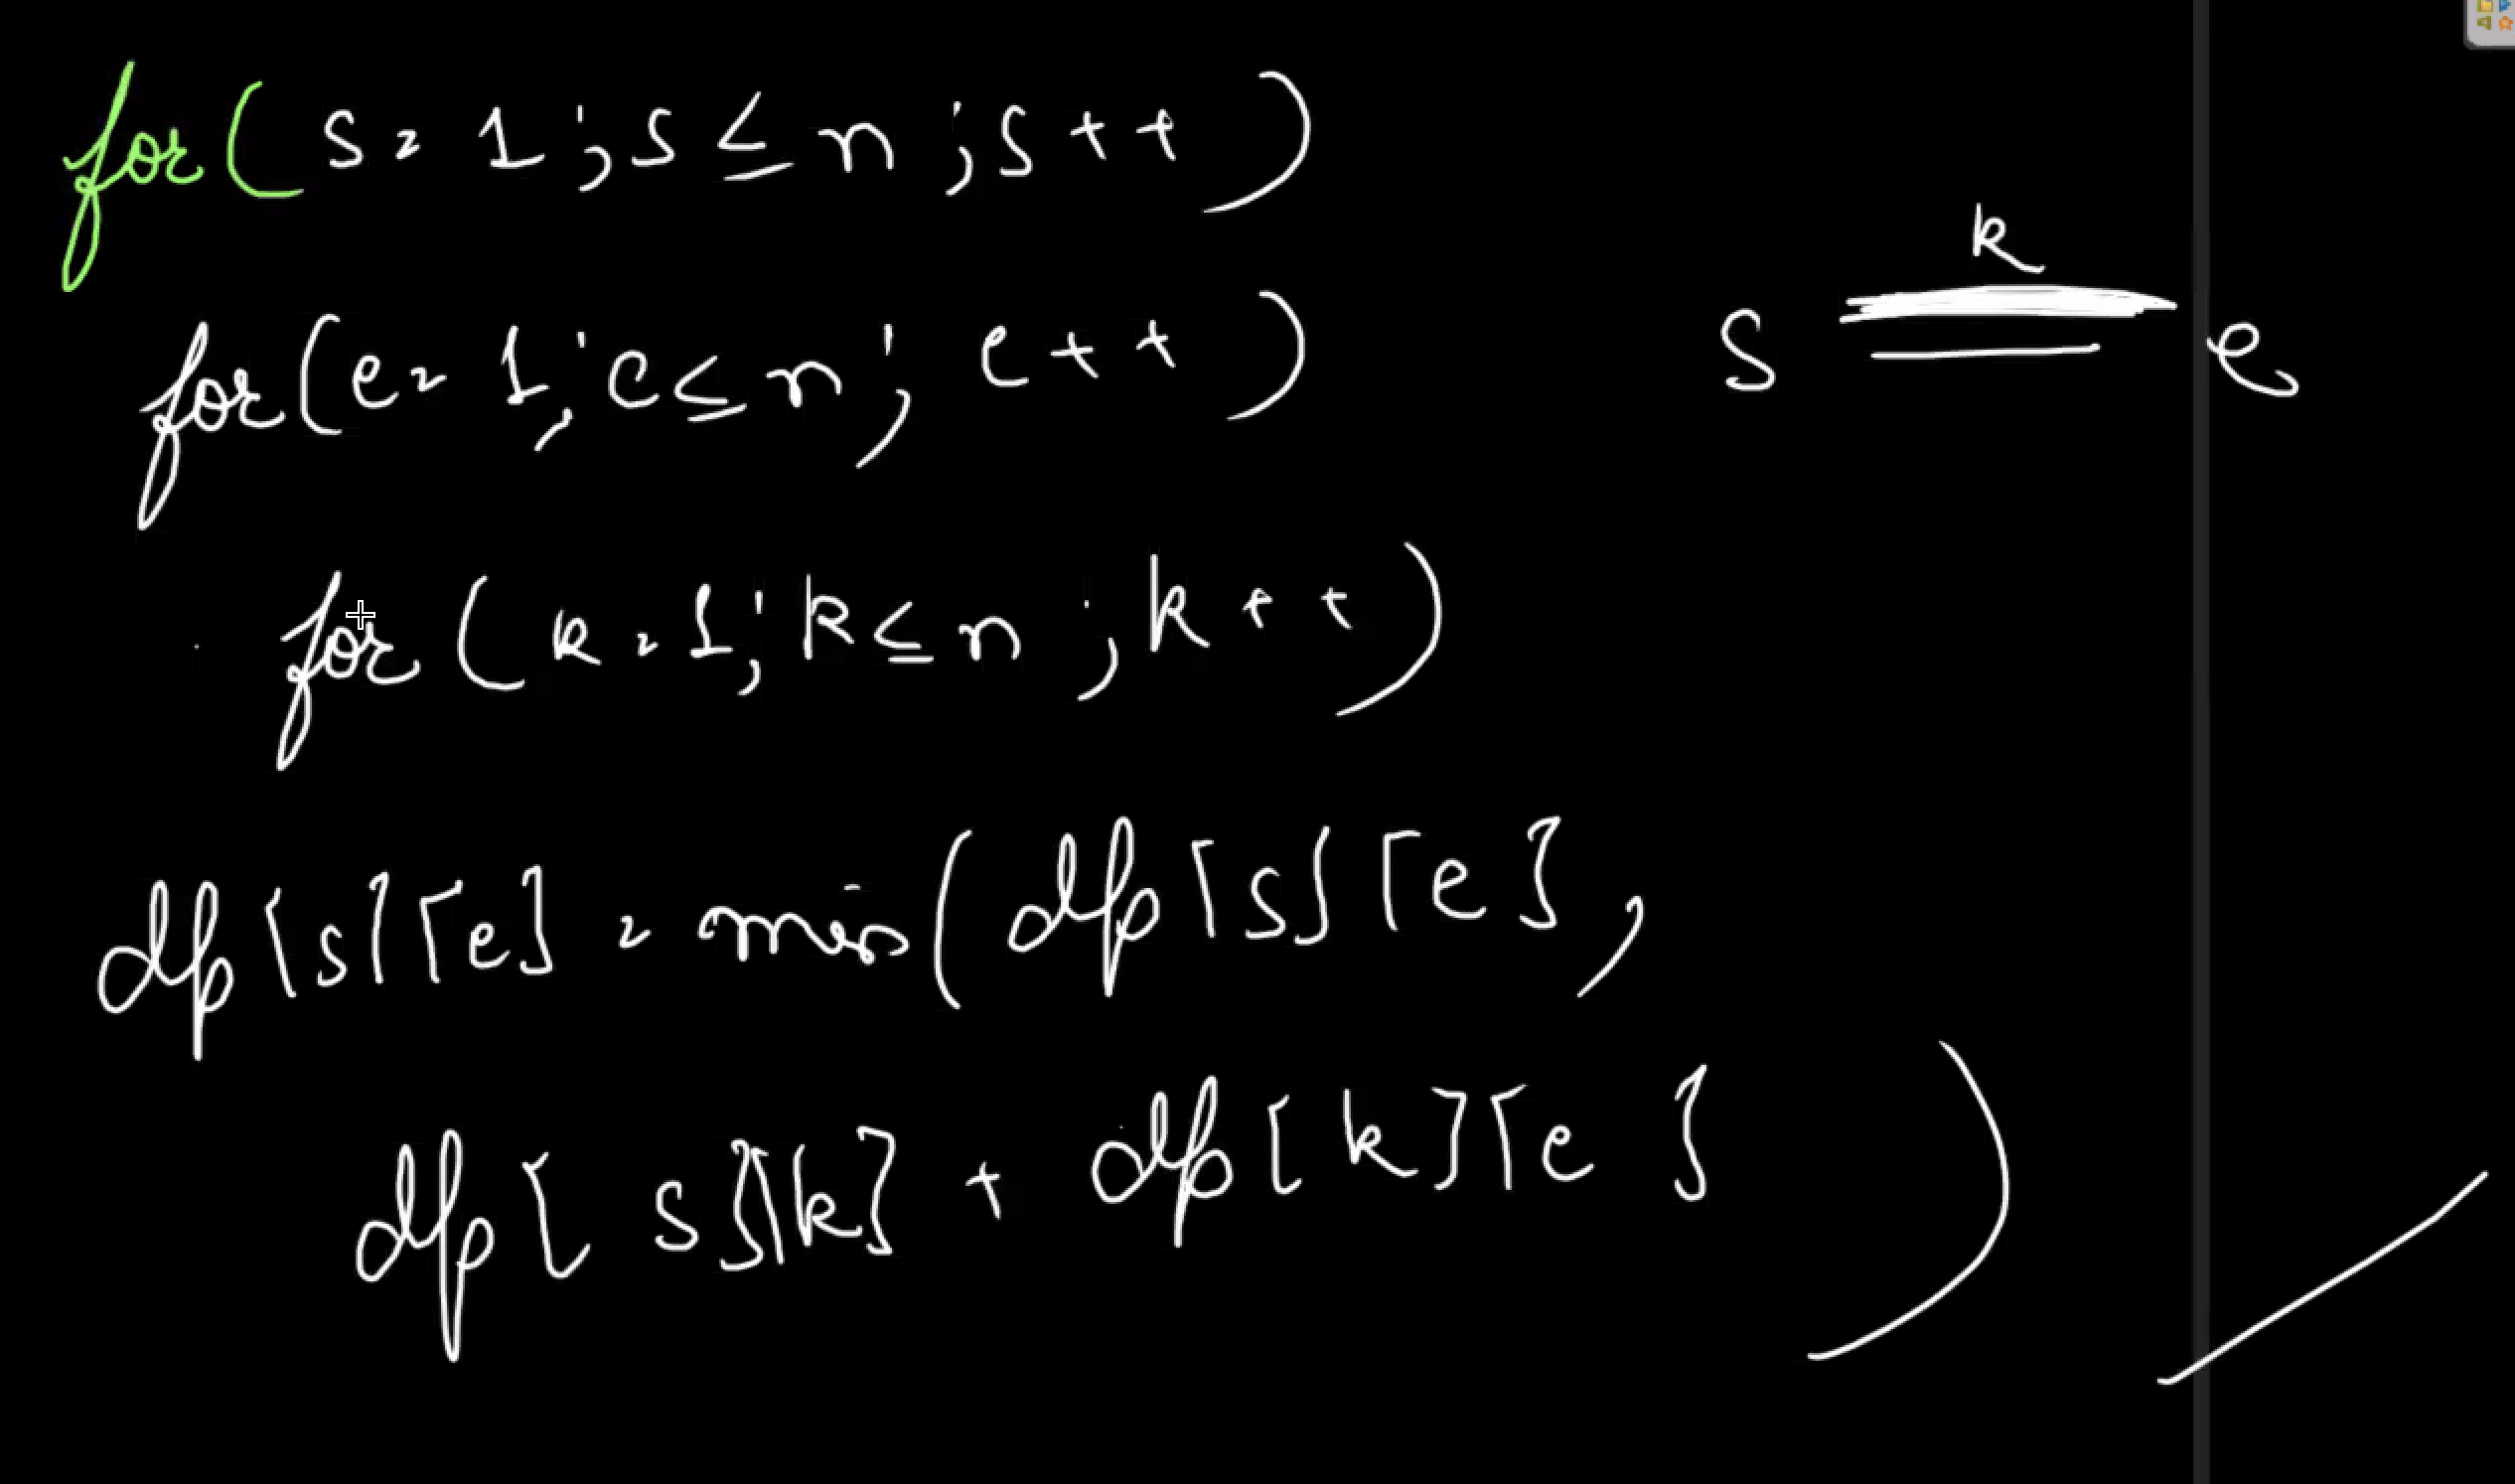 for( s = 1 ; s ≤ n ; s + + )
for( e = 1 ; e ≤ n ; e + + )
for ( k = 1 ; k ≤ n ; k + + )
dp[s][e] = min( dp[s][e] ,
dp[ s ][k] + dp[ k ][ e ] )
k
s e